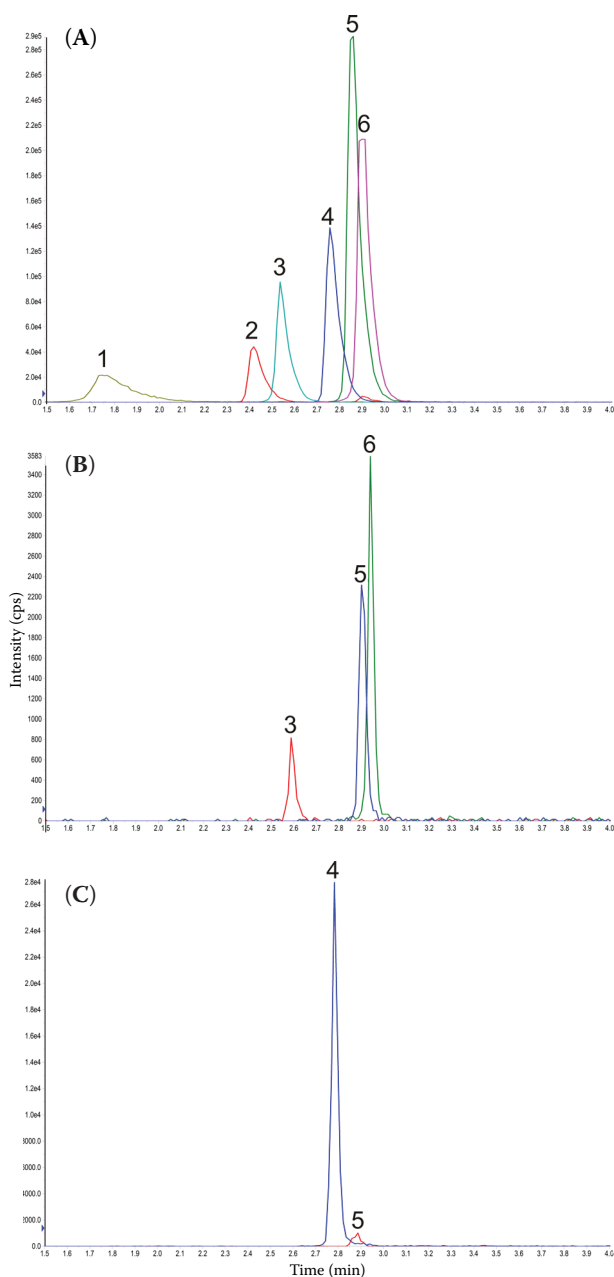 (A)
5
2.9e5
2.8e5
2.6e5
2.4e5
2.2e5
6
2.0e5
1.8e5
1.6e5
4
1.4e5
1.2e5
3
1.0e5
8.0e4
6.0e4
2
4.0e4
1
2.0e4
0.0
1.5 1.6 1.7 1.8 1.9 2.0 2.1 2.2 2.3 2.4 2.5 2.6 2.7 2.8 2.9 3.0 3.1 3.2 3.3 3.4 3.5 3.6 3.7 3.8 3.9 4.0
(B)
6
3583
3400
3200
3000
2800
2600
2400
5
2200
2000
1800
1600
1400
1200
1000
3
800
600
400
200
0
Intensity (cps)
1.5 1.6 1.7 1.8 1.9 2.0 2.1 2.2 2.3 2.4 2.5 2.6 2.7 2.8 2.9 3.0 3.1 3.2 3.3 3.4 3.5 3.6 3.7 3.8 3.9 4.0
(C)
4
2.8e4
2.6e4
2.4e4
2.2e4
2.0e4
1.8e4
1.6e4
1.4e4
1.2e4
1.0e4
8000.0
6000.0
4000.0
5
2000.0
0.0
1.5 1.6 1.7 1.8 1.9 2.0 2.1 2.2 2.3 2.4 2.5 2.6 2.7 2.8 2.9 3.0 3.1 3.2 3.3 3.4 3.5 3.6 3.7 3.8 3.9 4.0
Time (min)